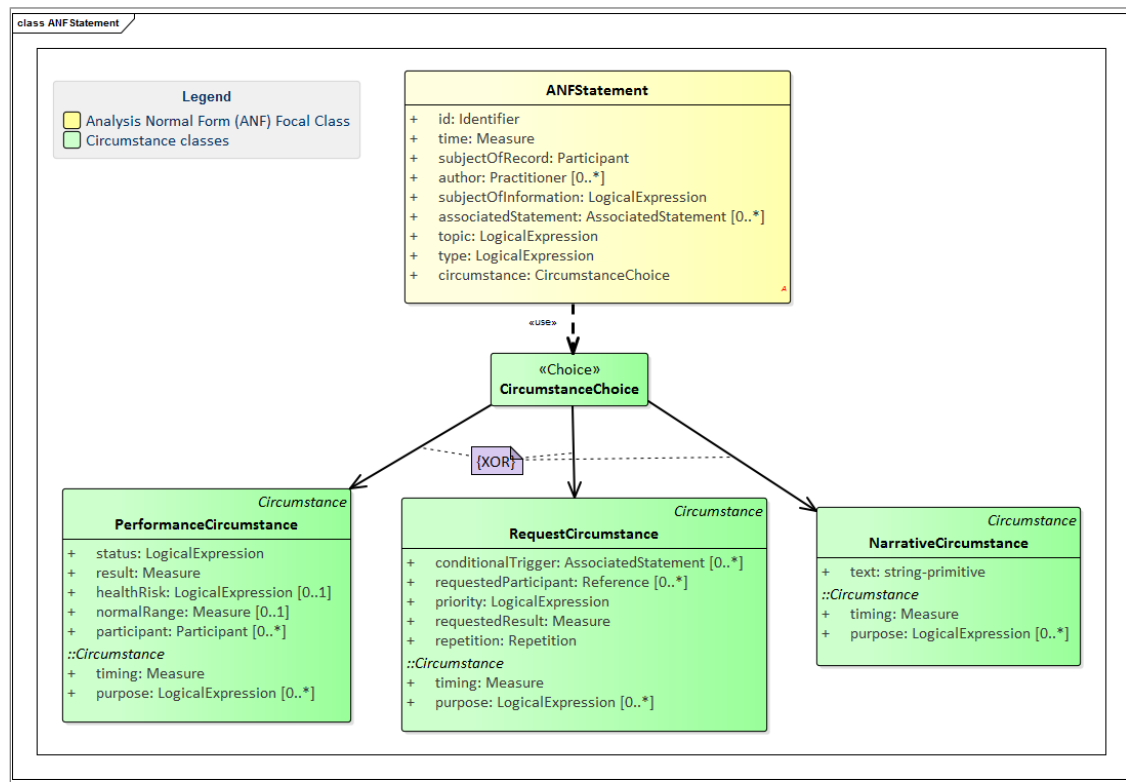 class ANFStatement
Legend
Analysis Normal Form (ANF) Focal Class
Circumstance classes
ANFStatement
+ id: Identifier
+ time: Measure
+ subjectOfRecord: Participant
+ author: Practitioner [0..*]
+ subjectOfInformation: LogicalExpression
+ associatedStatement: AssociatedStatement [0..*]
+ topic: LogicalExpression
+ type: LogicalExpression
+ circumstance: CircumstanceChoice
A
«use»
«Choice»
CircumstanceChoice
{XOR}
Circumstance
PerformanceCircumstance
+ status: LogicalExpression
+ result: Measure
+ healthRisk: LogicalExpression [0..1]
+ normalRange: Measure [0..1]
+ participant: Participant [0..*]
::Circumstance
+ timing: Measure
+ purpose: LogicalExpression [0..*]
Circumstance
RequestCircumstance
+ conditionalTrigger: AssociatedStatement [0..*]
+ requestedParticipant: Reference [0..*]
+ priority: LogicalExpression
+ requestedResult: Measure
+ repetition: Repetition
::Circumstance
+ timing: Measure
+ purpose: LogicalExpression [0..*]
Circumstance
NarrativeCircumstance
+ text: string-primitive
::Circumstance
+ timing: Measure
+ purpose: LogicalExpression [0..*]